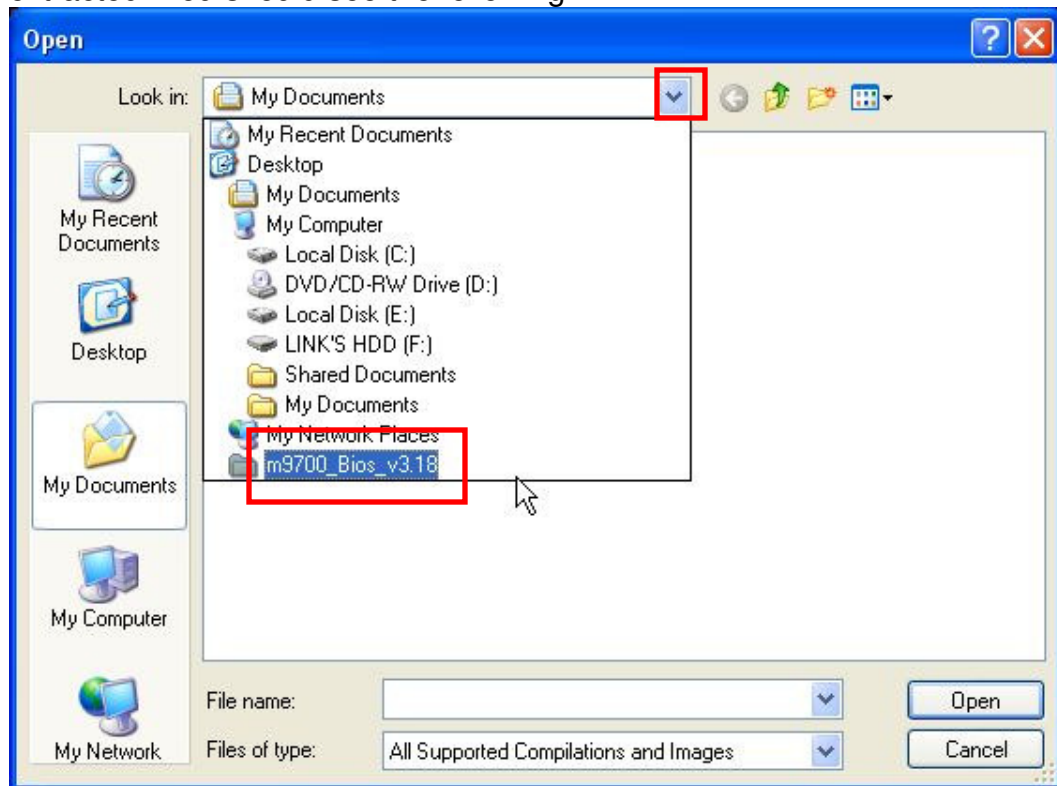 Open
Look in:
My Documents
My Recent Documents
Desktop
My Documents
My Computer
Local Disk (C:)
DVD/CD-RW Drive (D:)
Local Disk (E:)
LINK'S HDD (F:)
Shared Documents
My Documents
My Network Places
m9700_Bios_v3.18
My Recent
Documents
Desktop
My Documents
My Computer
My Network
File name:
Open
Files of type:
All Supported Compilations and Images
Cancel